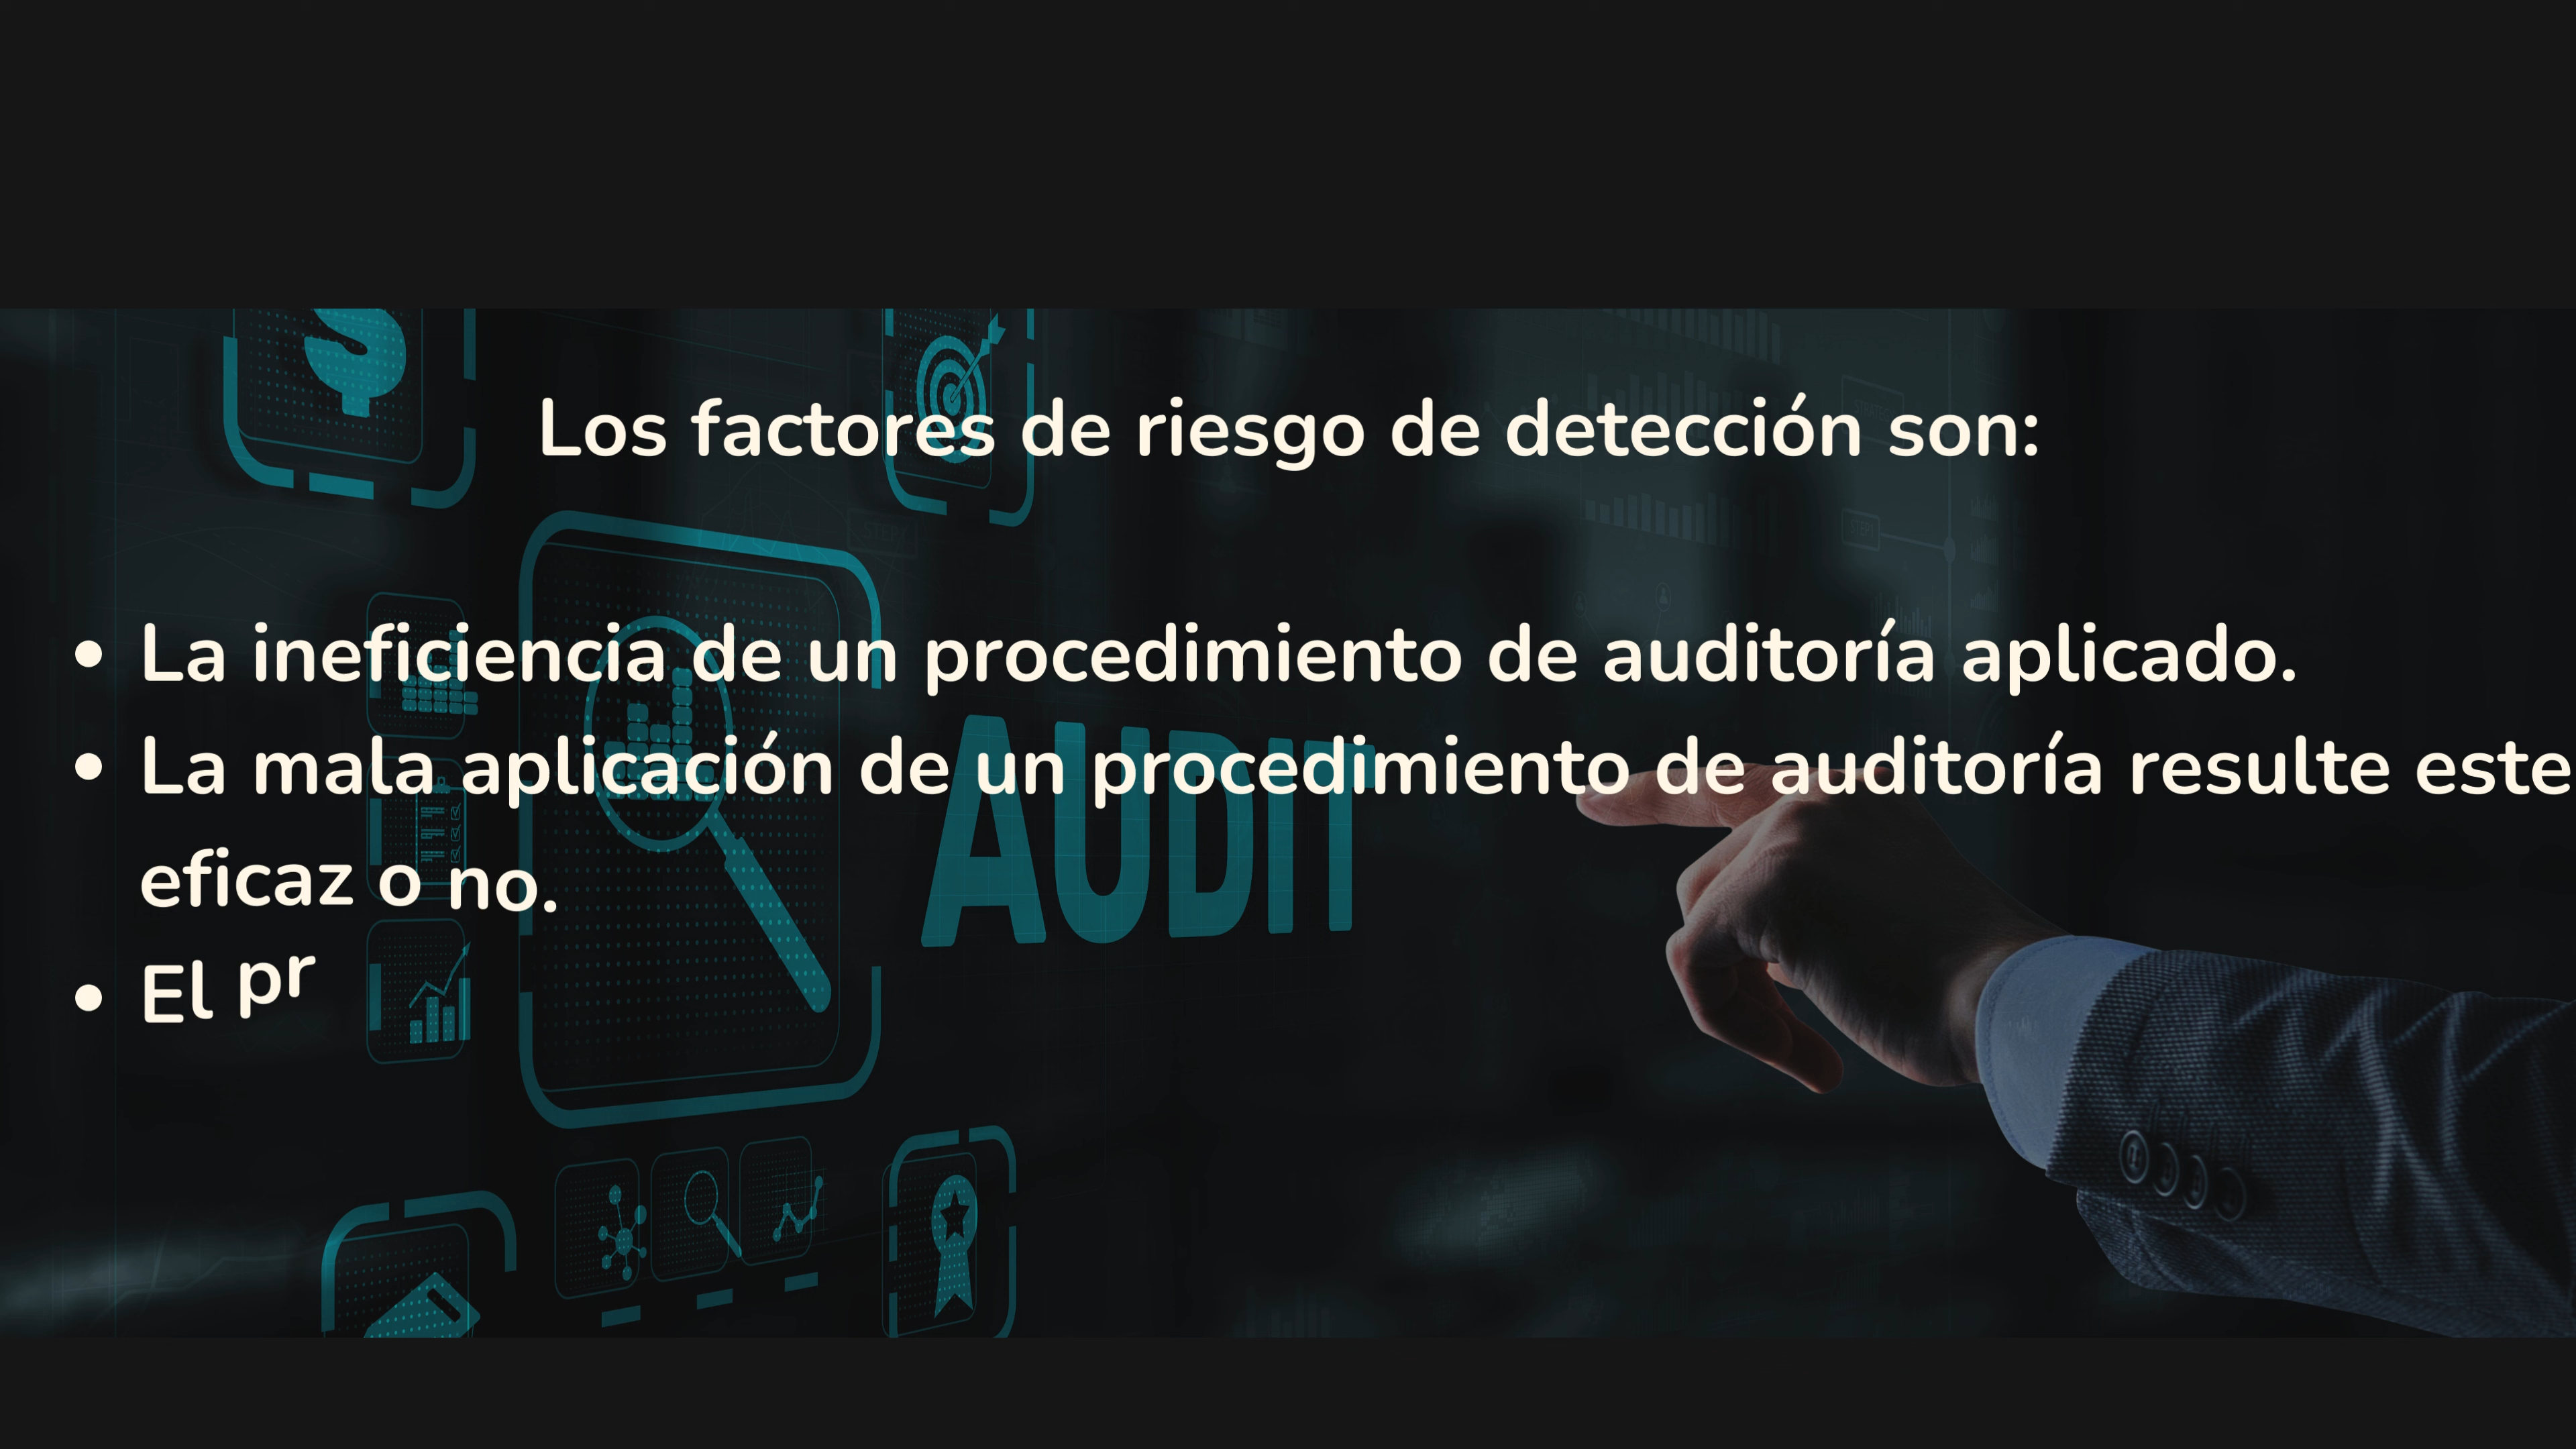 Los factores de riesgo de detección son:
• La ineficiencia de un procedimiento de auditoría aplicado.
• La mala aplicación de un procedimiento de auditoría resulte este
eficaz o no.
• El pr
AUDIT